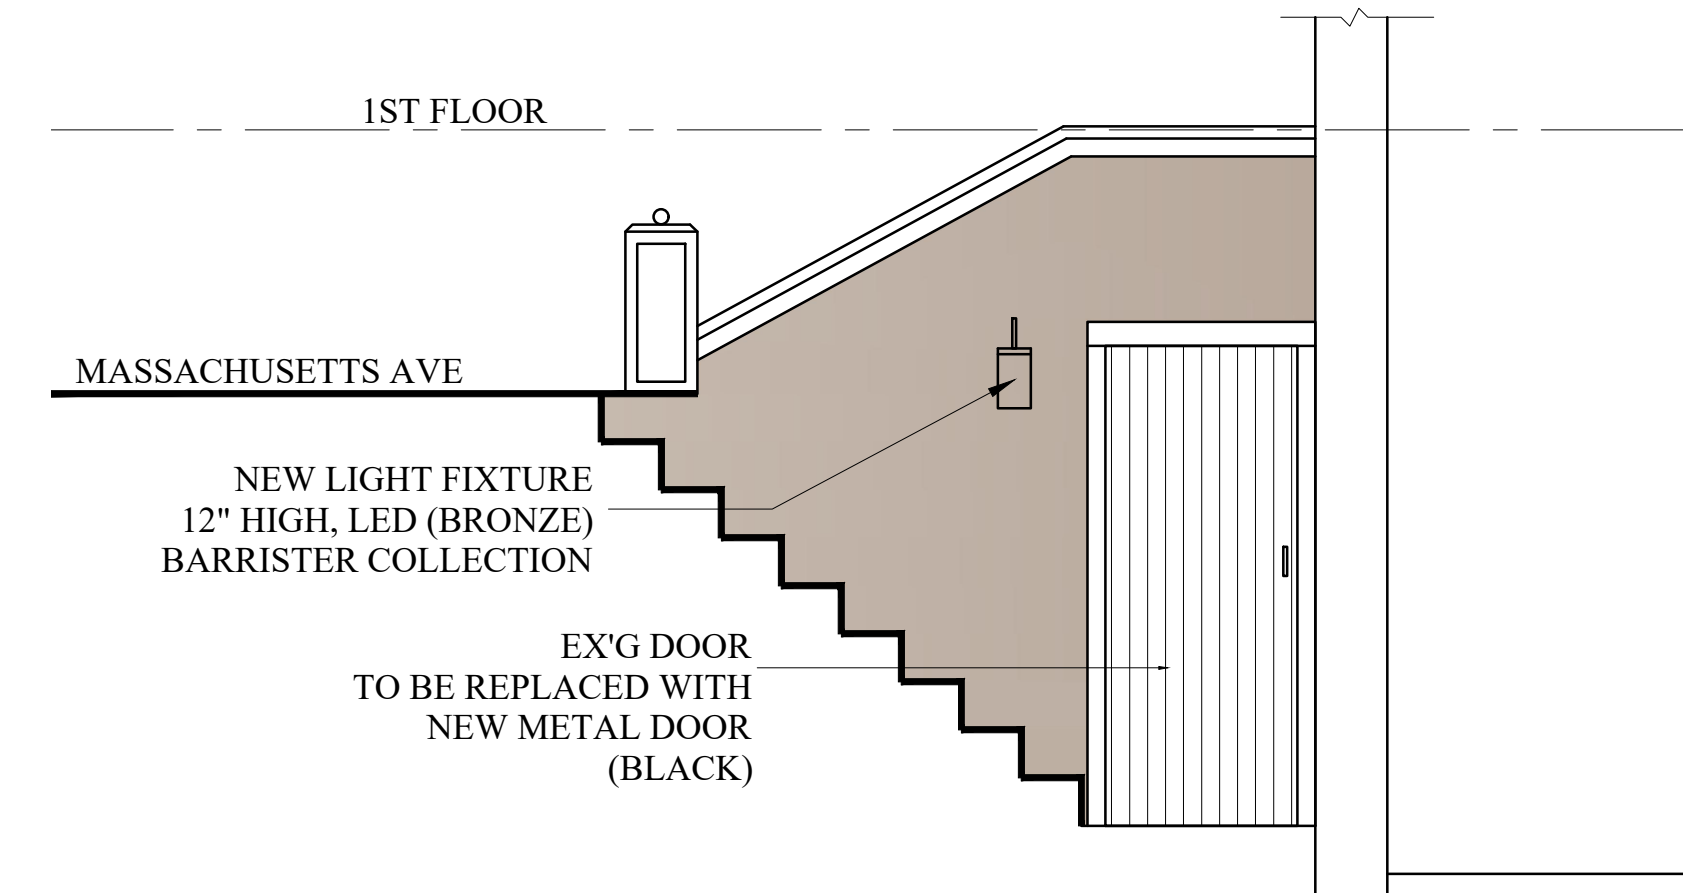 1ST FLOOR
MASSACHUSETTS AVE
NEW LIGHT FIXTURE
12" HIGH, LED (BRONZE)
BARRISTER COLLECTION
EX'G DOOR
TO BE REPLACED WITH
NEW METAL DOOR
(BLACK)